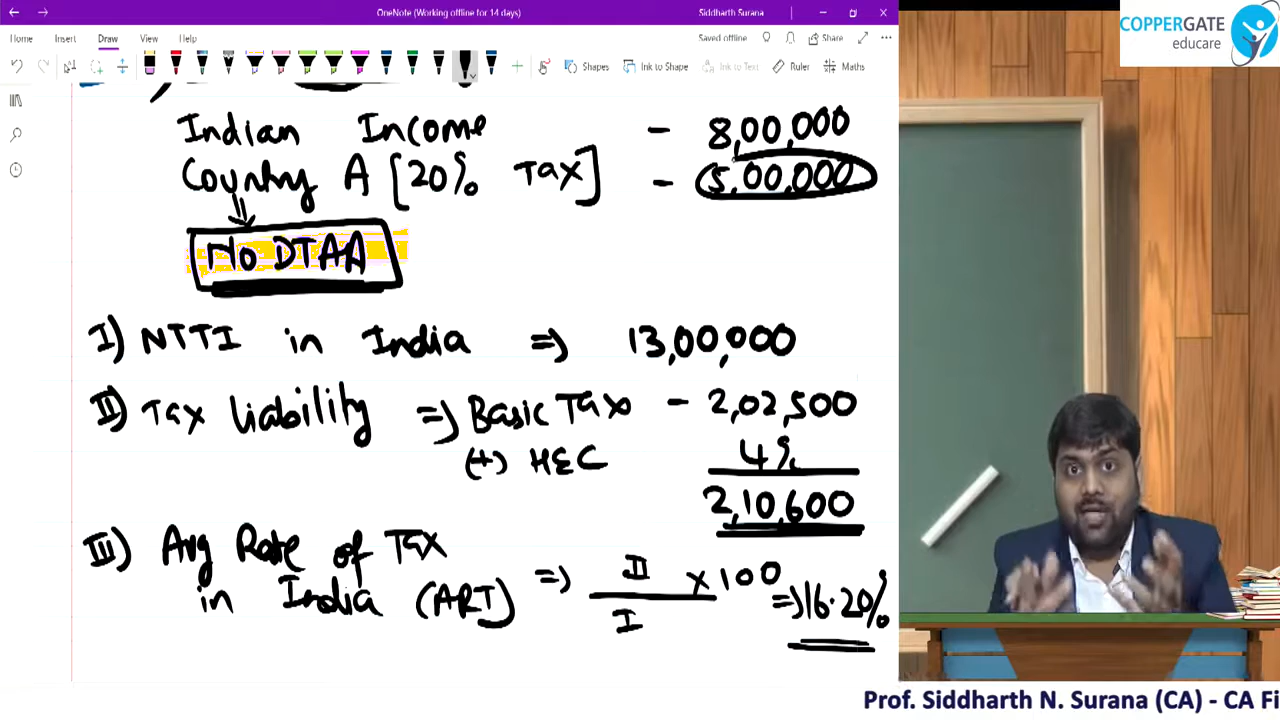 OneNote (Working offline for 14 days)
Siddharth Surana
Home Insert Draw View Help
Saved offline
Share
Shapes
Ink to Shape
Ink to Text
Ruler
Maths
COPPERGATE
educare
Indian Income - 8,00,000
Country A [20% Tax] - 5,00,000
No DTAA
I) NTTI in India ⇒ 13,00,000
II) Tax liability ⇒ Basic Tax - 2,02,500
(+) HEC 4%
2,10,600
III) Avg Rate of Tax
in India (ART) ⇒ II / I × 100 ⇒ 16.20%
Prof. Siddharth N. Surana (CA) - CA Fi